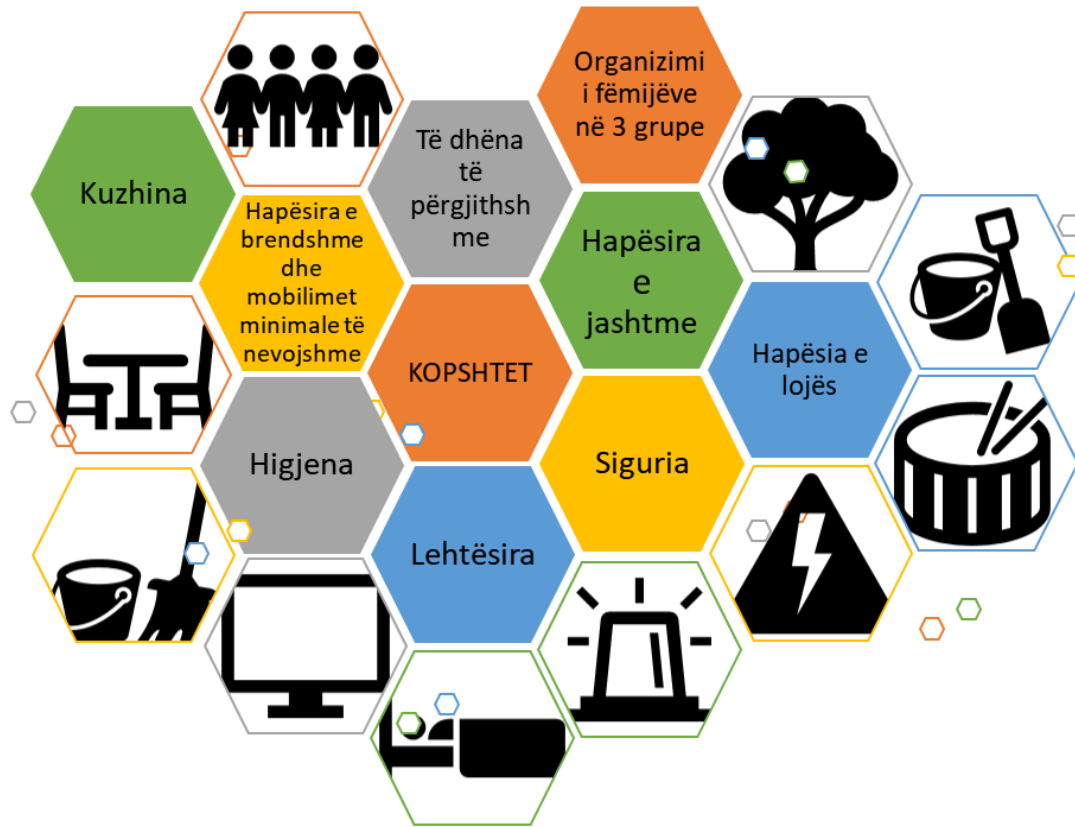 Organizimi
i fëmijëve
në 3 grupe
Të dhëna
të
përgjithsh
me
Kuzhina
Hapësira e
brendshme
dhe
mobilimet
minimale të
nevojshme
Hapësira
e
jashtme
KOPSHTET
Hapësia e
lojës
Higjena
Siguria
Lehtësira